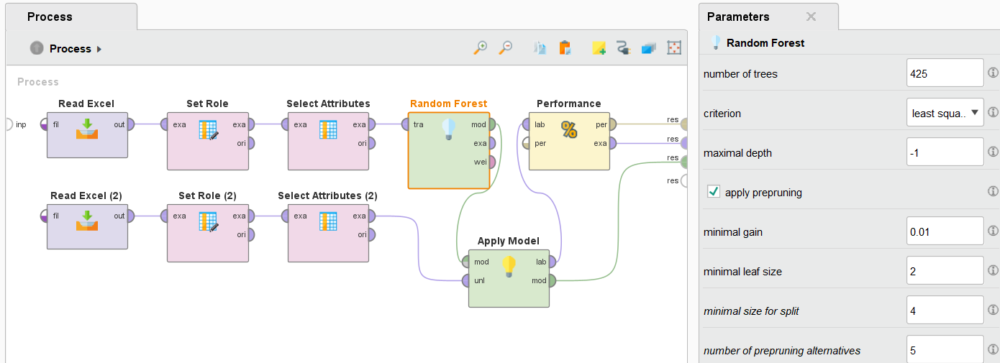 Process
Process
Process
Read Excel
Set Role
Select Attributes
Random Forest
Performance
inp
fil
out
exa
exa
ori
exa
exa
ori
tra
mod
exa
wei
lab
per
per
exa
res
res
res
res
Read Excel (2)
Set Role (2)
Select Attributes (2)
fil
out
exa
exa
ori
exa
exa
ori
Apply Model
mod
unl
lab
mod
%
Parameters
Random Forest
number of trees
425
criterion
least squa..
maximal depth
-1
apply prepruning
minimal gain
0.01
minimal leaf size
2
minimal size for split
4
number of prepruning alternatives
5